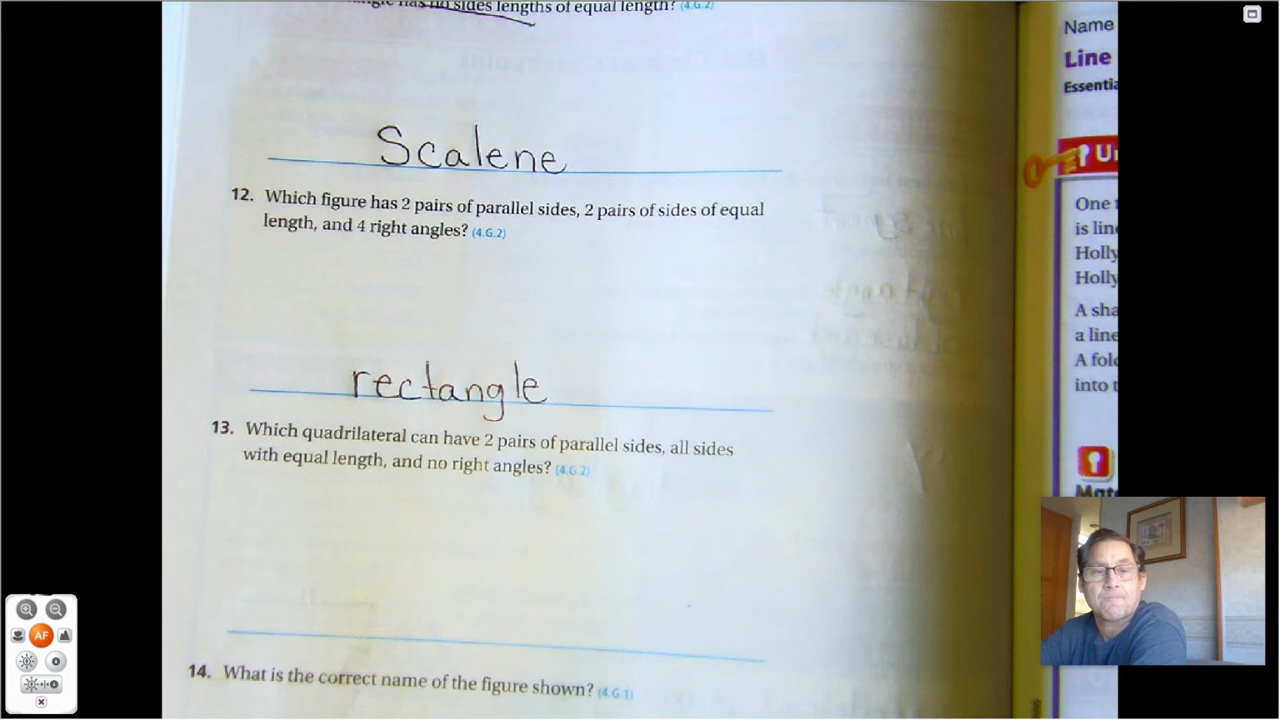 has no sides lengths of equal length? (4.G.2)
Scalene
12. Which figure has 2 pairs of parallel sides, 2 pairs of sides of equal
length, and 4 right angles? (4.G.2)
rectangle
13. Which quadrilateral can have 2 pairs of parallel sides, all sides
with equal length, and no right angles? (4.G.2)
14. What is the correct name of the figure shown? (4.G.1)
Name
Line
Essentia
U
One
is line
Holly
Holly
A sha
a line
A fold
into t
Mat
AF